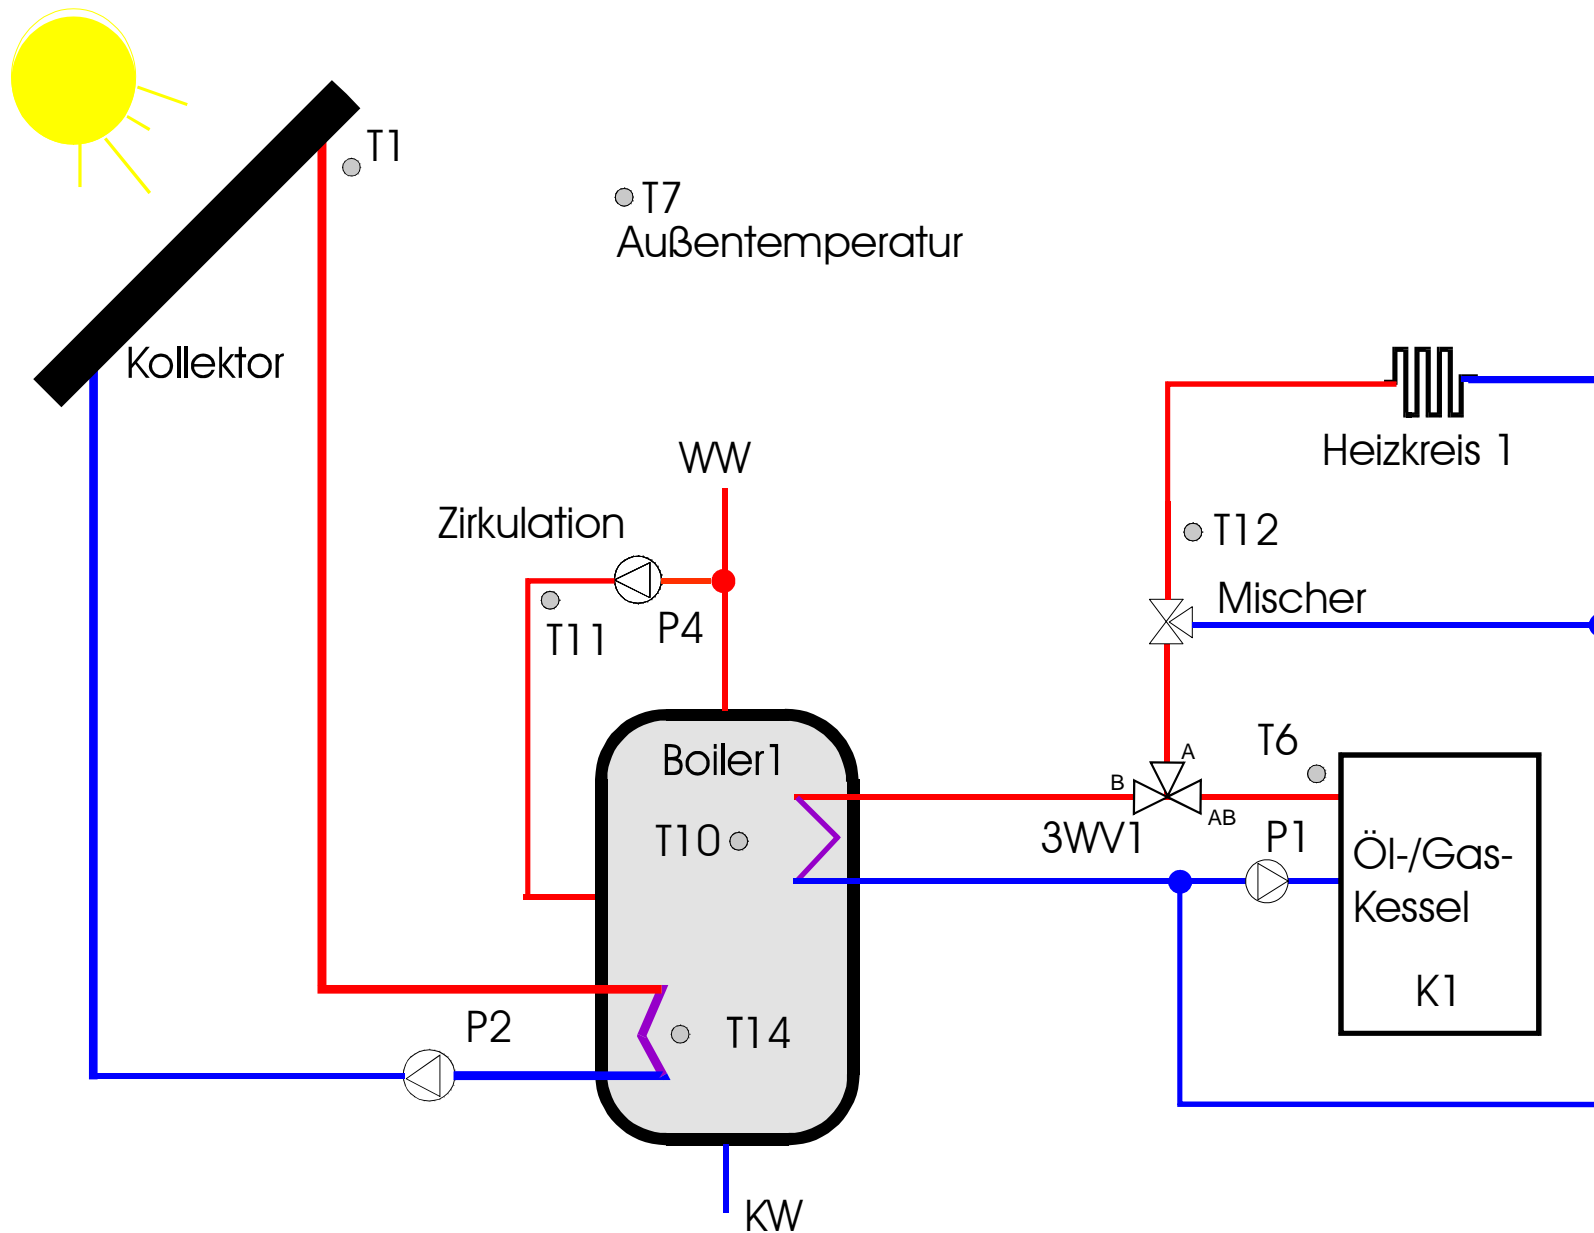 T1
T7
Außentemperatur
Kollektor
Heizkreis 1
WW
Zirkulation
T12
Mischer
T11
P4
T6
Boiler1
A
B
AB
3WV1
P1
T10
Öl-/Gas-
Kessel
K1
P2
T14
KW